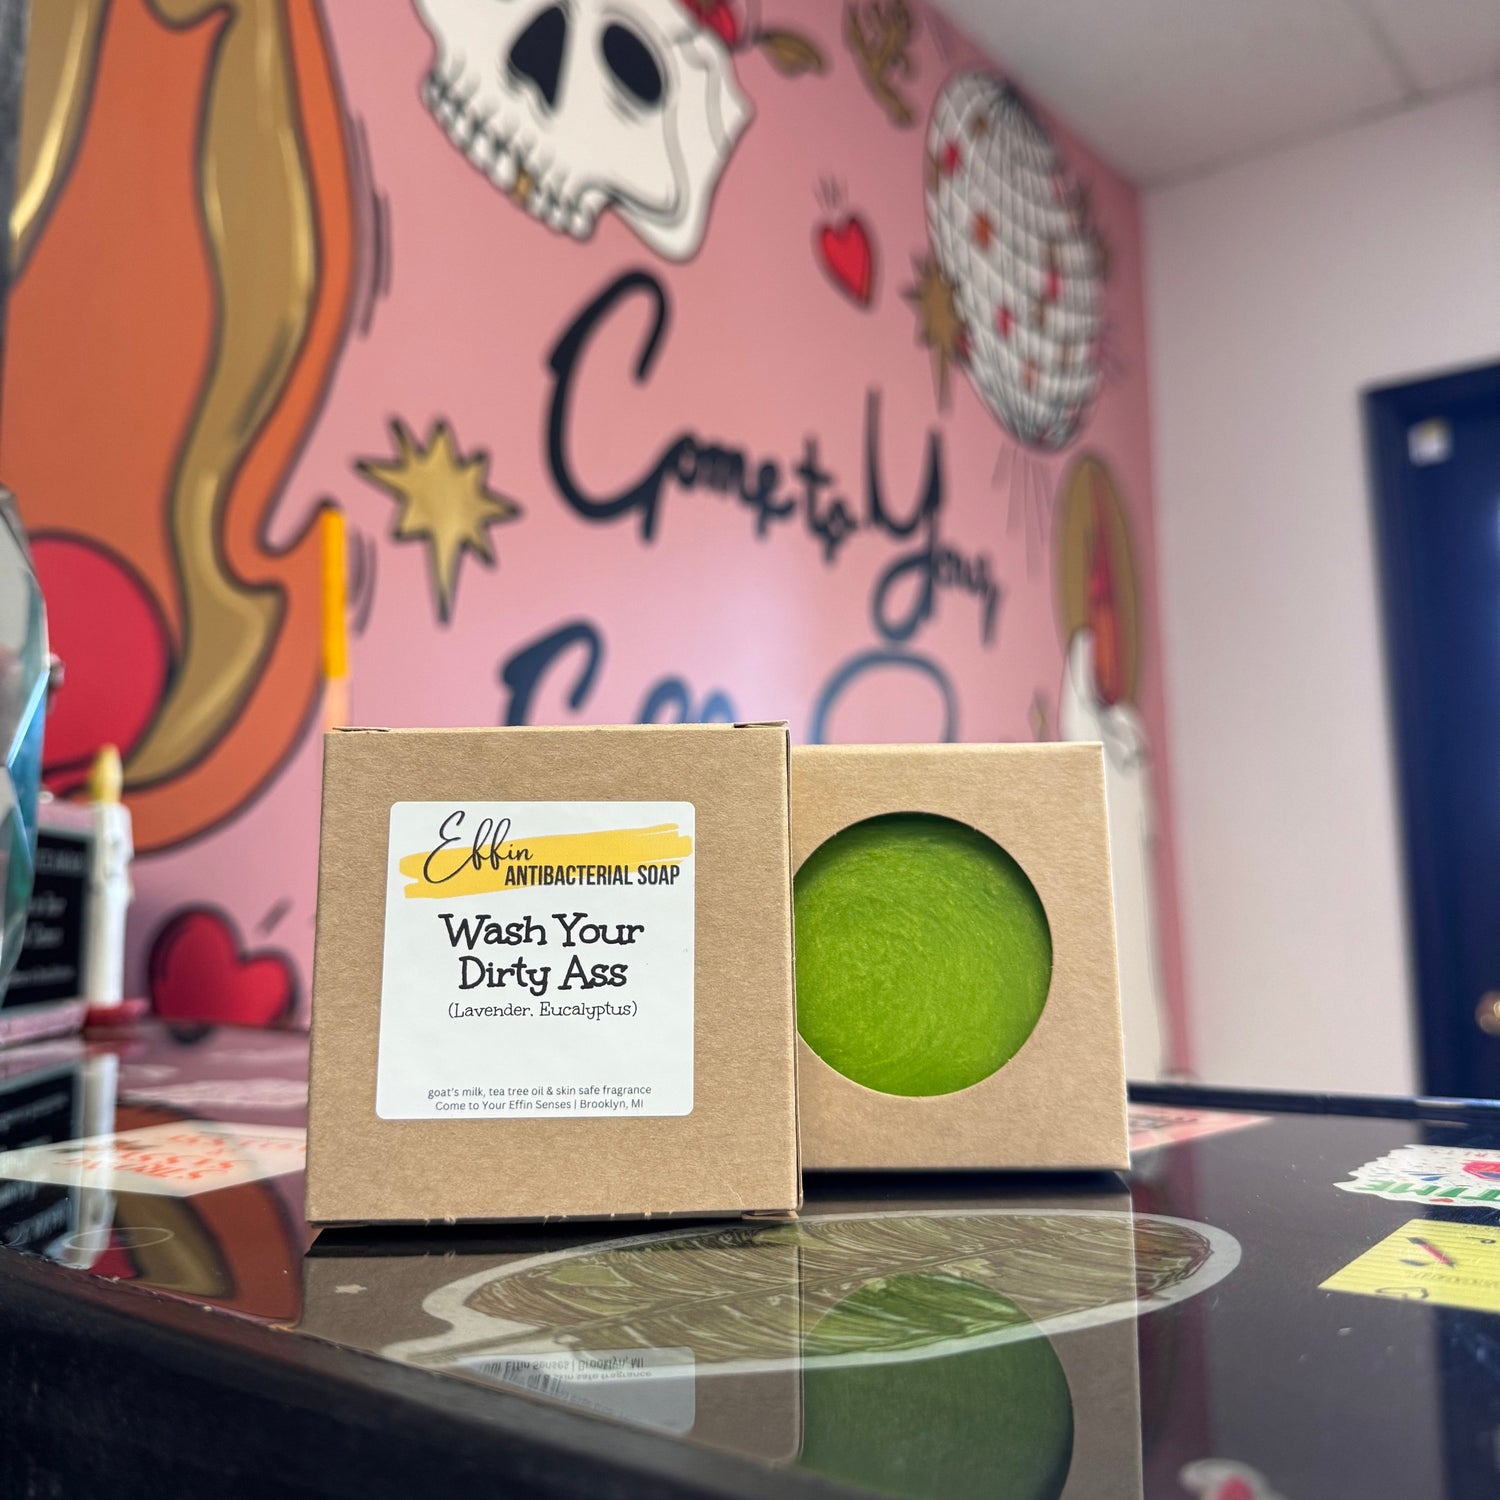 Come to Your
Effin
ANTIBACTERIAL SOAP
Wash Your
Dirty Ass
(Lavender, Eucalyptus)
goat's milk, tea tree oil & skin safe fragrance
Come to Your Effin Senses | Brooklyn, MI
TIME